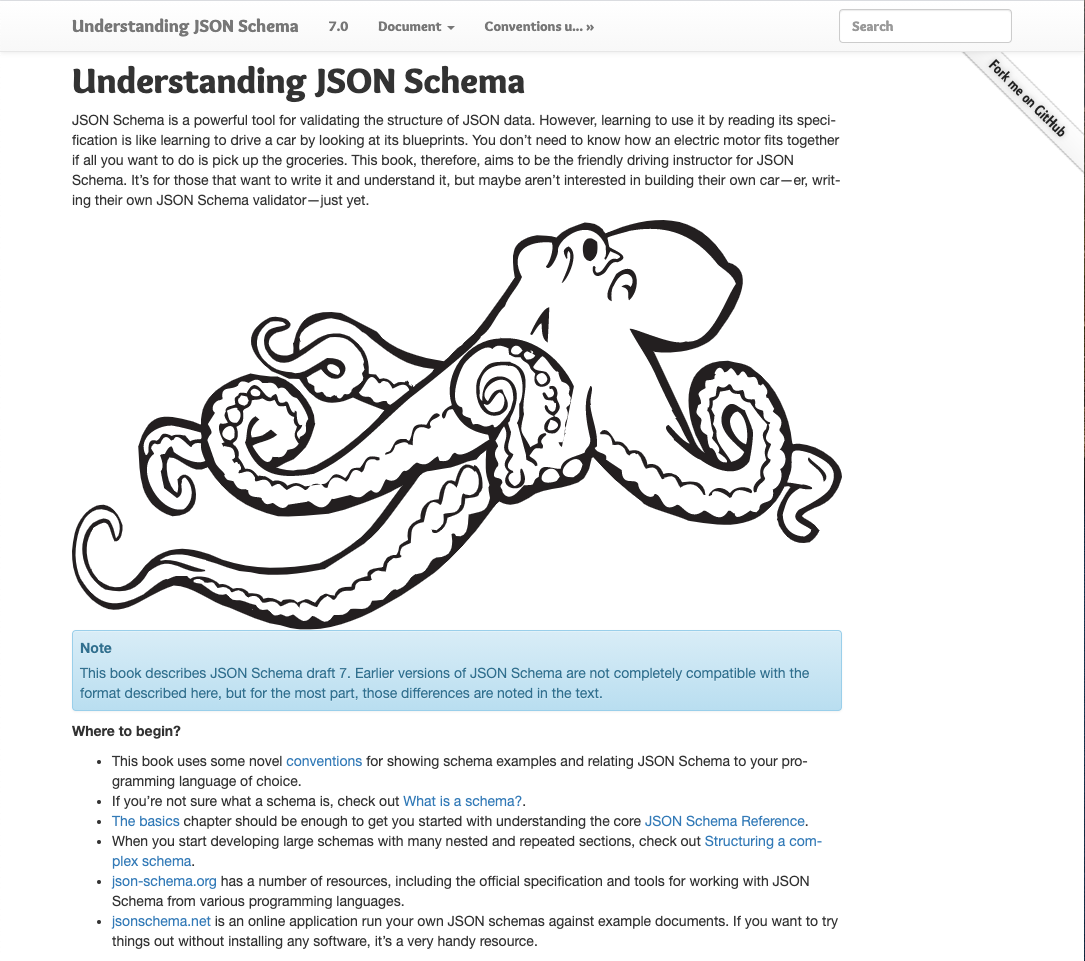 Understanding JSON Schema 7.0 Document Conventions u... » Search
Fork me on GitHub
Understanding JSON Schema
JSON Schema is a powerful tool for validating the structure of JSON data. However, learning to use it by reading its speci-
fication is like learning to drive a car by looking at its blueprints. You don’t need to know how an electric motor fits together
if all you want to do is pick up the groceries. This book, therefore, aims to be the friendly driving instructor for JSON
Schema. It’s for those that want to write it and understand it, but maybe aren’t interested in building their own car—er, writ-
ing their own JSON Schema validator—just yet.
Note
This book describes JSON Schema draft 7. Earlier versions of JSON Schema are not completely compatible with the
format described here, but for the most part, those differences are noted in the text.
Where to begin?
• This book uses some novel conventions for showing schema examples and relating JSON Schema to your pro-
gramming language of choice.
• If you’re not sure what a schema is, check out What is a schema?.
• The basics chapter should be enough to get you started with understanding the core JSON Schema Reference.
• When you start developing large schemas with many nested and repeated sections, check out Structuring a com-
plex schema.
• json-schema.org has a number of resources, including the official specification and tools for working with JSON
Schema from various programming languages.
• jsonschema.net is an online application run your own JSON schemas against example documents. If you want to try
things out without installing any software, it’s a very handy resource.